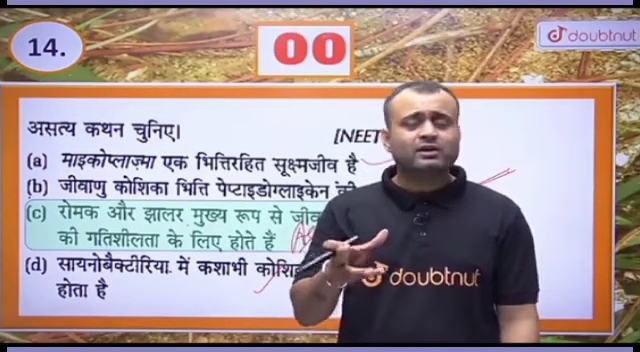 14.
00
doubtnut
असत्य कथन चुनिए।
[NEET
(a) माइकोप्लाज़्मा एक भित्तिरहित सूक्ष्मजीव है
(b) जीवाणु कोशिका भित्ति पेप्टाइडोग्लाइकेन की
(c) रोमक और झालर मुख्य रूप से
की गतिशीलता के लिए होते हैं
(d) सायनोबैक्टीरिया में कशाभी
होता है
doubtnut